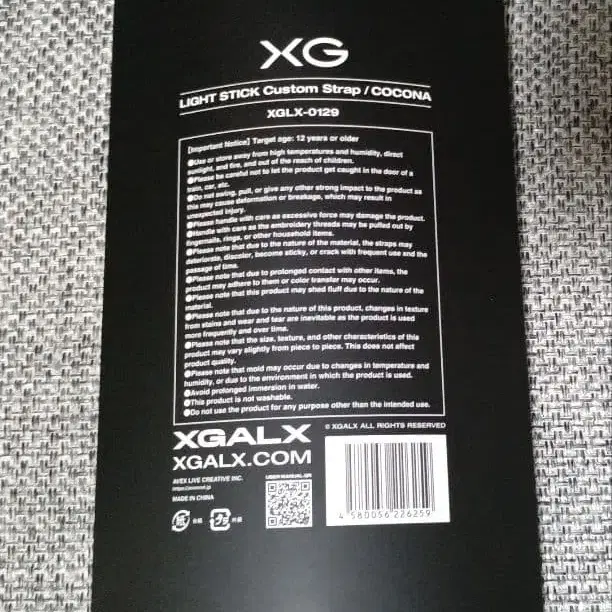 XG
LIGHT STICK Custom Strap / COCONA
XGLX-0129
[Important Notice] Target age: 12 years or older
●Use or store away from high temperatures and humidity, direct
sunlight, and fire, and out of the reach of children.
●Please be careful not to let the product get caught in the door of a
train, car, etc.
●Do not swing, pull, or give any other strong impact to the product as
this may cause deformation or breakage, which may result in
unexpected injury.
●Please handle with care as excessive force may damage the product.
●Handle with care as the embroidery threads may be pulled out by
fingernails, rings, or other household items.
●Please note that due to the nature of the material, the straps may
deteriorate, discolor, become sticky, or crack with frequent use and the
passage of time.
●Please note that due to prolonged contact with other items, the
product may adhere to them or color transfer may occur.
●Please note that this product may shed fluff due to the nature of the
material.
●Please note that due to the nature of this product, changes in texture
from stains and wear and tear are inevitable as the product is used
more frequently and over time.
●Please note that the size, texture, and other characteristics of this
product may vary slightly from piece to piece. This does not affect
product quality.
●Please note that mold may occur due to changes in temperature and
humidity, or due to the environment in which the product is used.
●Avoid prolonged immersion in water.
●This product is not washable.
●Do not use the product for any purpose other than the intended use.
XGALX
© XGALX ALL RIGHTS RESERVED
XGALX.COM
AVEX LIVE CREATIVE INC.
MADE IN CHINA
USER MANUAL QR
紙
プラ
4 580056 226259